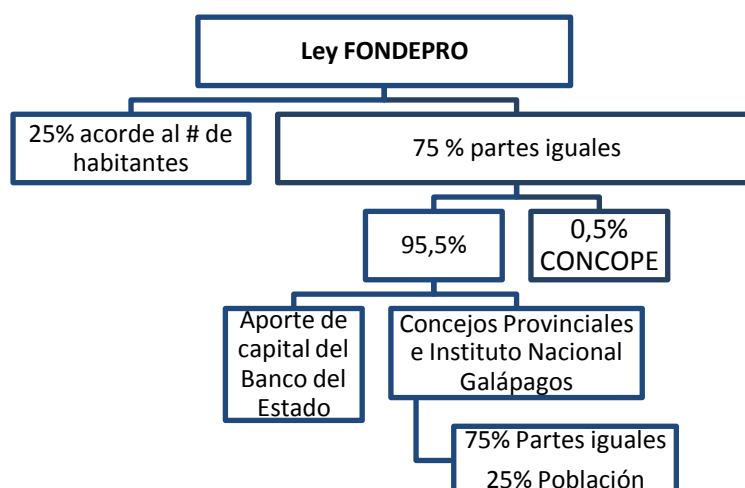 Ley FONDEPRO
25% acorde al # de
habitantes
75 % partes iguales
95,5%
0,5%
CONCOPE
Aporte de
capital del
Banco del
Estado
Concejos Provinciales
e Instituto Nacional
Galápagos
75% Partes iguales
25% Población